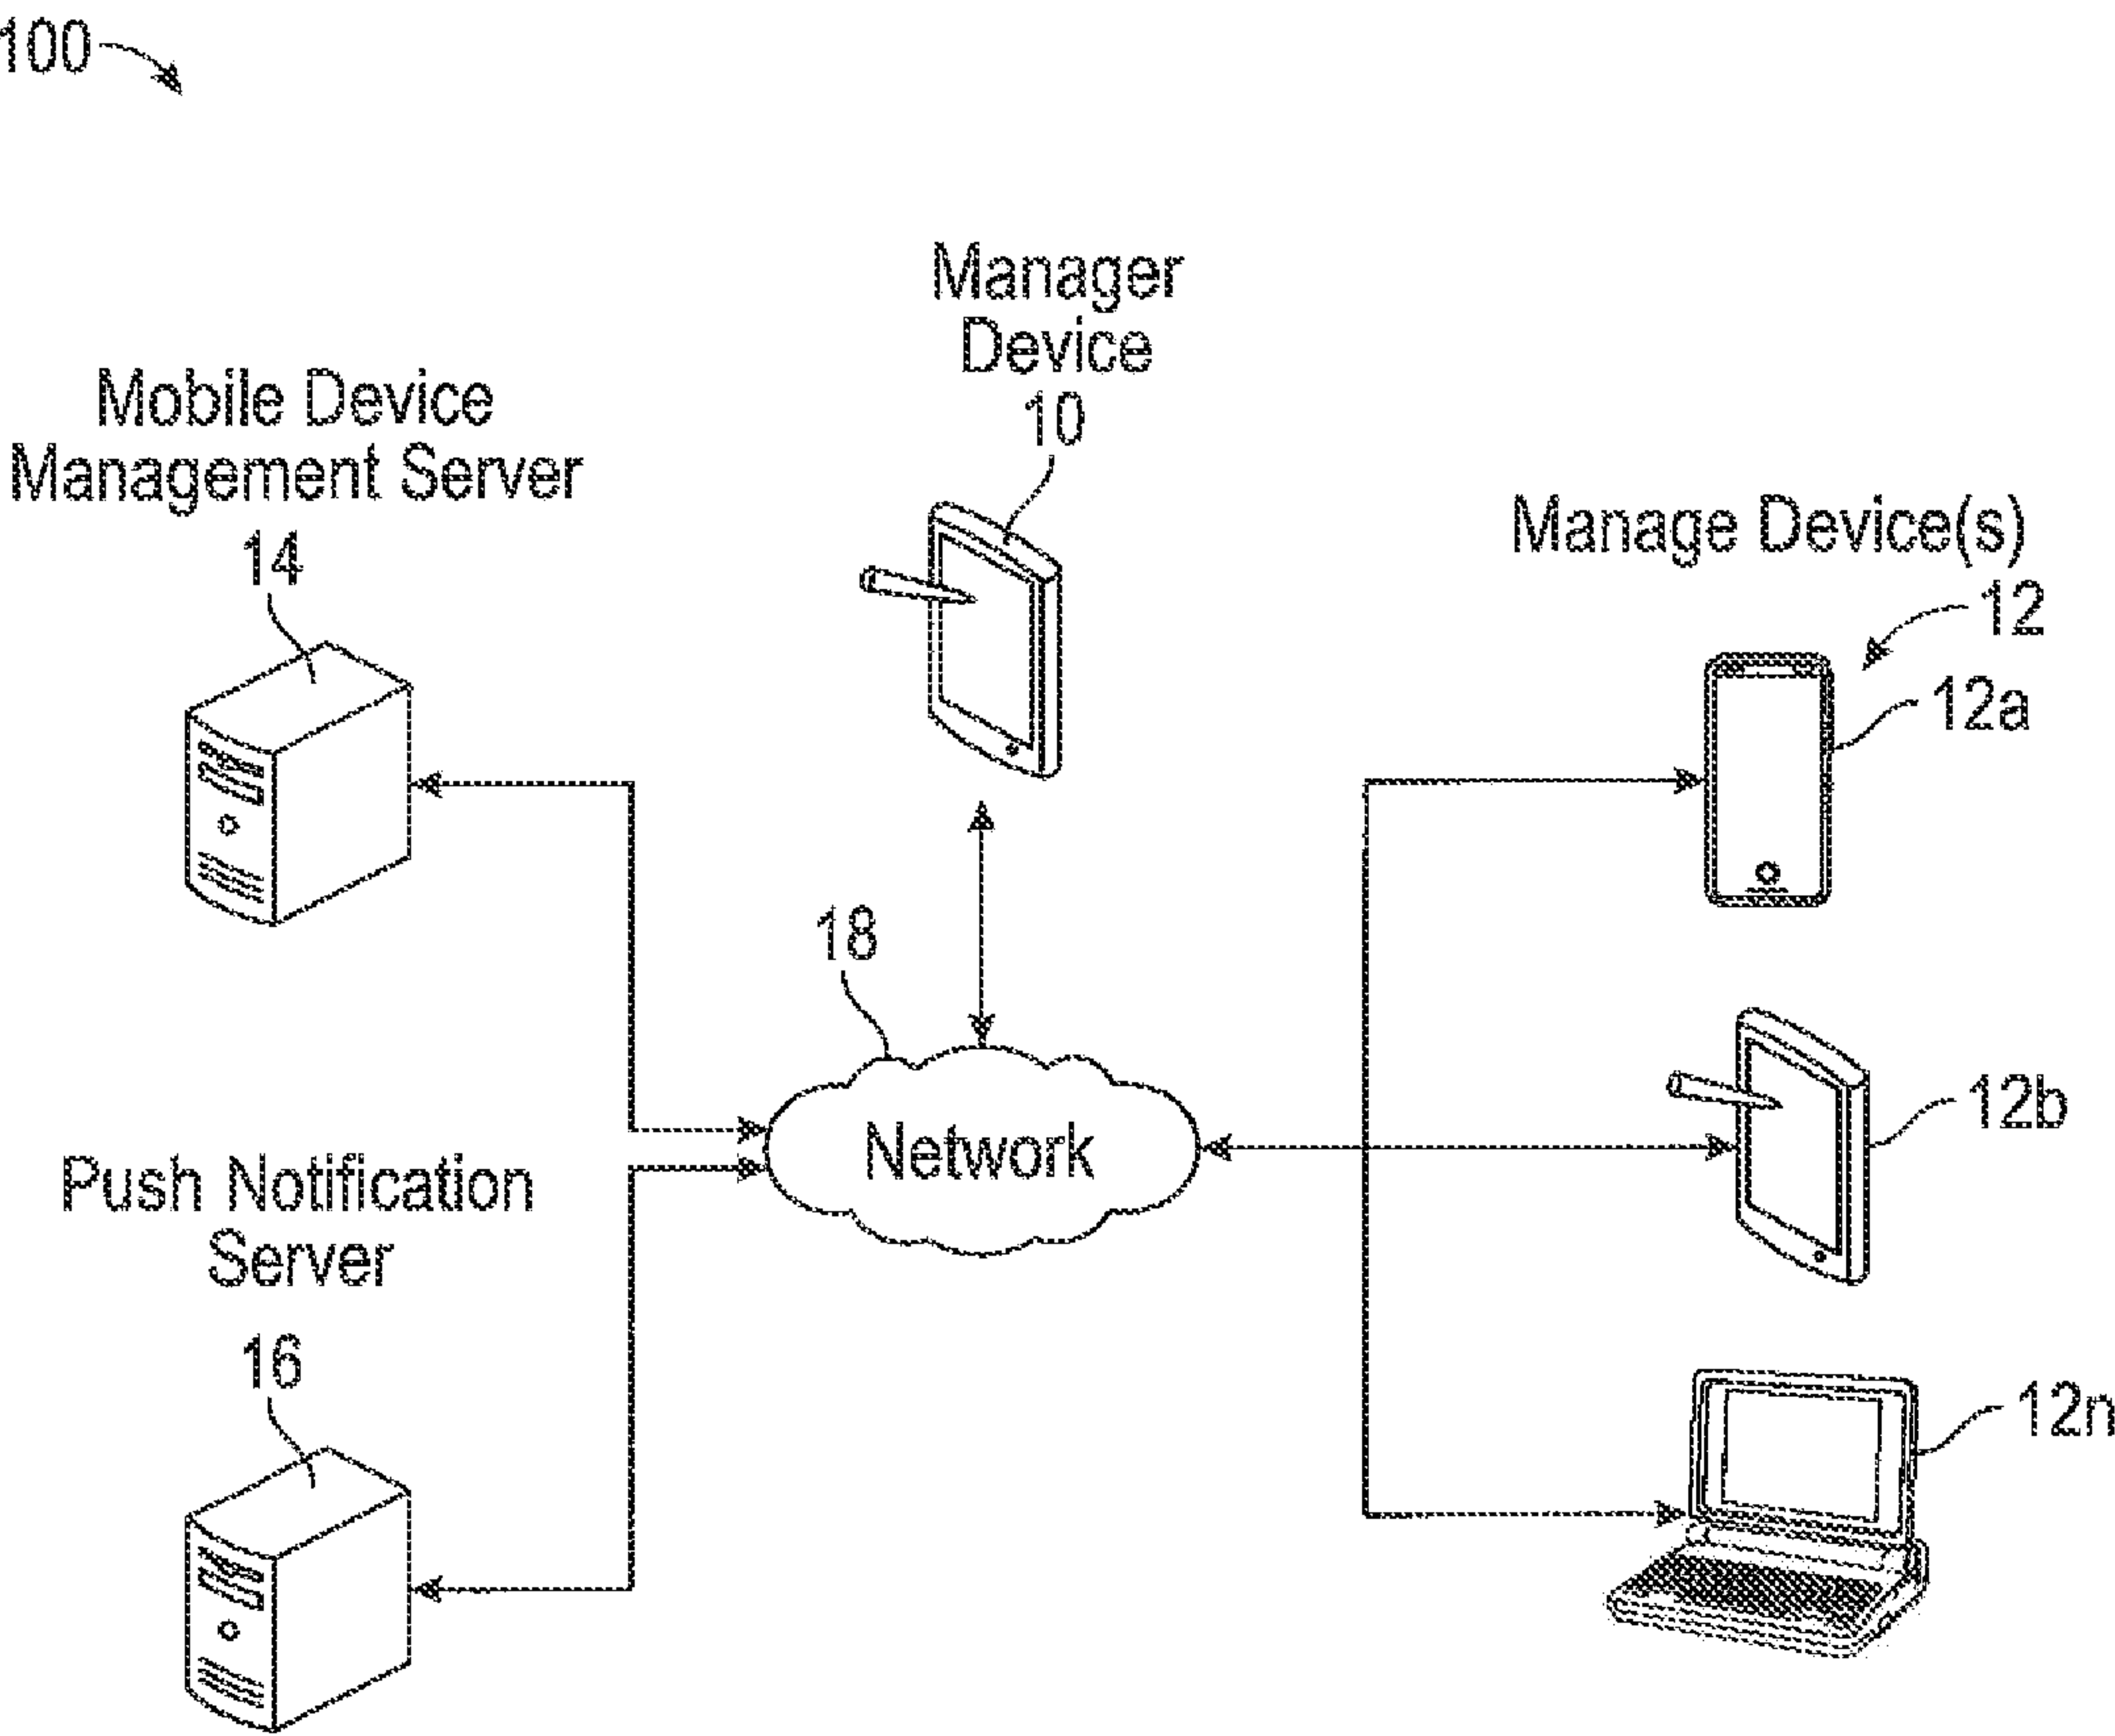 100
Manager
Device
10
Mobile Device
Management Server
14
Manage Device(s)
12
12a
18
Network
12b
Push Notification
Server
16
12n